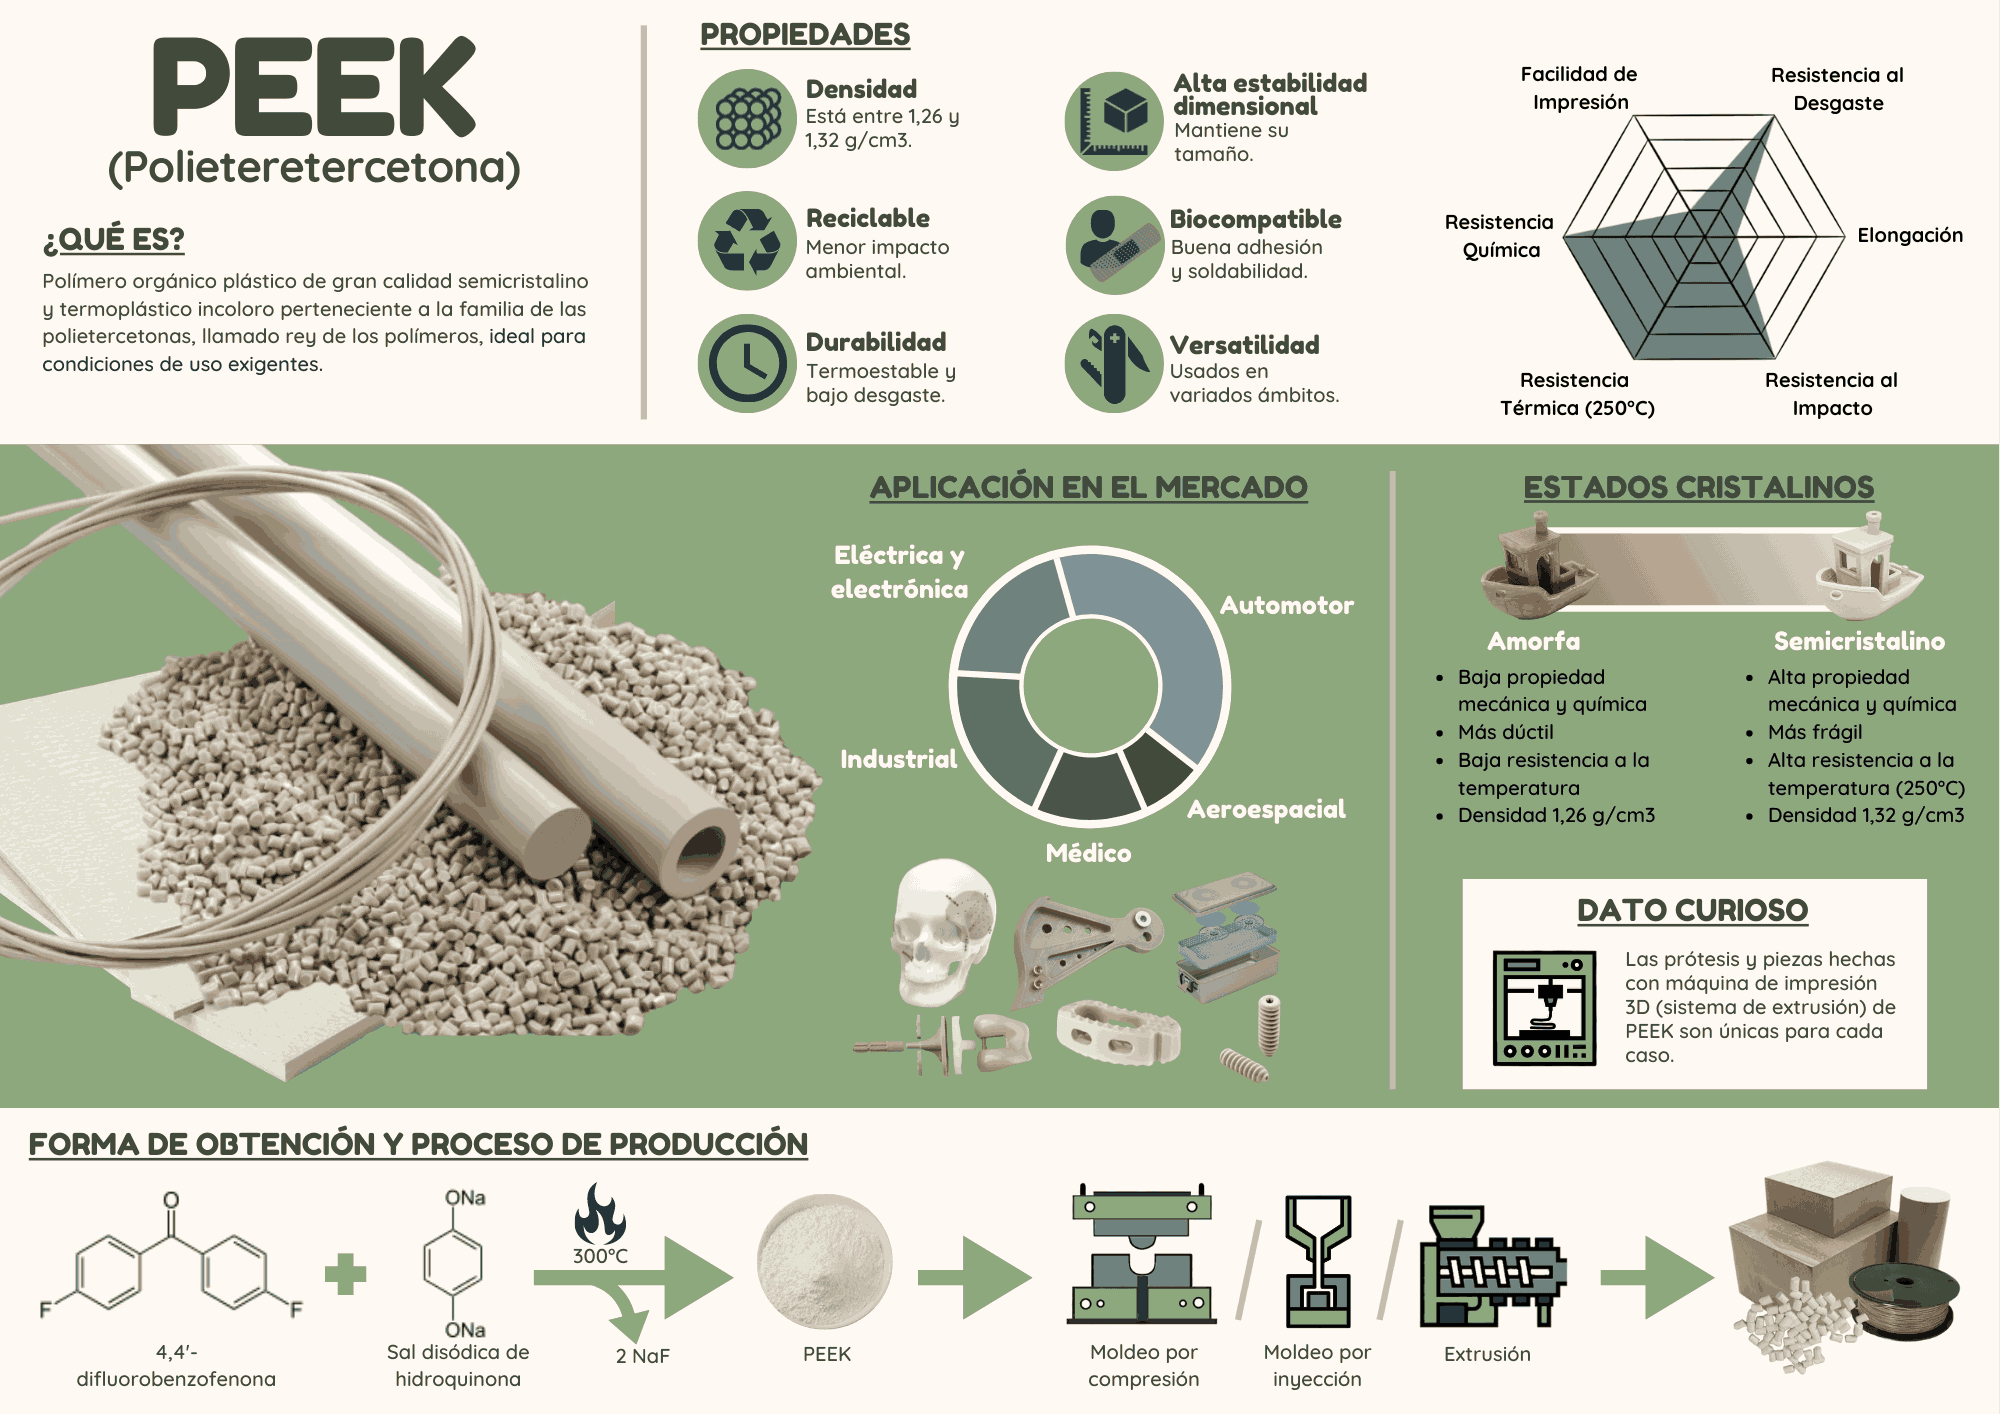 PEEK
(Polieteretercetona)
¿QUÉ ES?
Polímero orgánico plástico de gran calidad semicristalino
y termoplástico incoloro perteneciente a la familia de las
polietercetonas, llamado rey de los polímeros, ideal para
condiciones de uso exigentes.
PROPIEDADES
Densidad
Está entre 1,26 y
1,32 g/cm3.
Reciclable
Menor impacto
ambiental.
Durabilidad
Termoestable y
bajo desgaste.
Alta estabilidad
dimensional
Mantiene su
tamaño.
Biocompatible
Buena adhesión
y soldabilidad.
Versatilidad
Usados en
variados ámbitos.
Facilidad de
Impresión
Resistencia al
Desgaste
Resistencia
Química
Elongación
Resistencia
Térmica (250°C)
Resistencia al
Impacto
APLICACIÓN EN EL MERCADO
Eléctrica y
electrónica
Automotor
Industrial
Aeroespacial
Médico
ESTADOS CRISTALINOS
Amorfa
• Baja propiedad
mecánica y química
• Más dúctil
• Baja resistencia a la
temperatura
• Densidad 1,26 g/cm3
Semicristalino
• Alta propiedad
mecánica y química
• Más frágil
• Alta resistencia a la
temperatura (250°C)
• Densidad 1,32 g/cm3
DATO CURIOSO
Las prótesis y piezas hechas
con máquina de impresión
3D (sistema de extrusión) de
PEEK son únicas para cada
caso.
FORMA DE OBTENCIÓN Y PROCESO DE PRODUCCIÓN
O
F
F
4,4'-
difluorobenzofenona
ONa
ONa
Sal disódica de
hidroquinona
300°C
2 NaF
PEEK
Moldeo por
compresión
Moldeo por
inyección
Extrusión